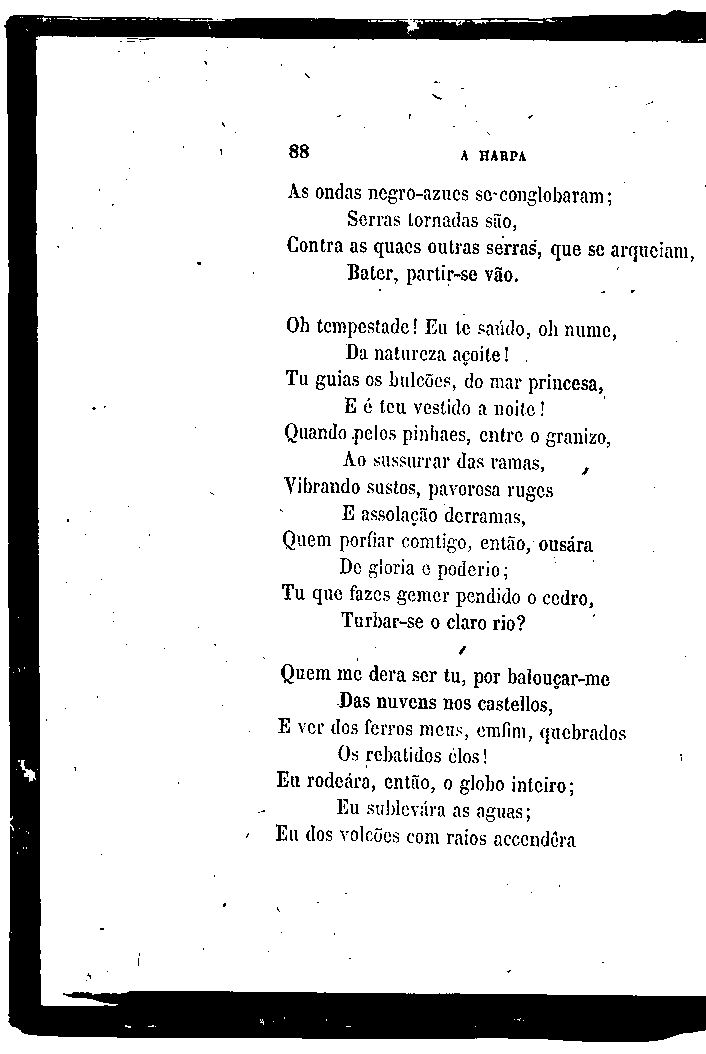 88 A HARPA
As ondas negro-azues se-conglobaram;
Serras tornadas são,
Contra as quaes outras serras, que se arqueiam,
Bater, partir-se vão.
Oh tempestade! Eu te saúdo, oh nume,
Da natureza açoite!
Tu guias os bulcões, do mar princesa,
E é teu vestido a noite!
Quando pelos pinhaes, entre o granizo,
Ao sussurrar das ramas,
Vibrando sustos, pavorosa ruges
E assolação derramas,
Quem porfiar comtigo, então, ousára
De gloria e poderio;
Tu que fazes gemer pendido o cedro,
Turbar-se o claro rio?
Quem me dera ser tu, por balouçar-me
Das nuvens nos castellos,
E ver dos ferros meus, emfim, quebrados
Os rebatidos élos!
Eu rodeára, então, o globo inteiro;
Eu sublevára as aguas;
Eu dos volcões com raios accendêra